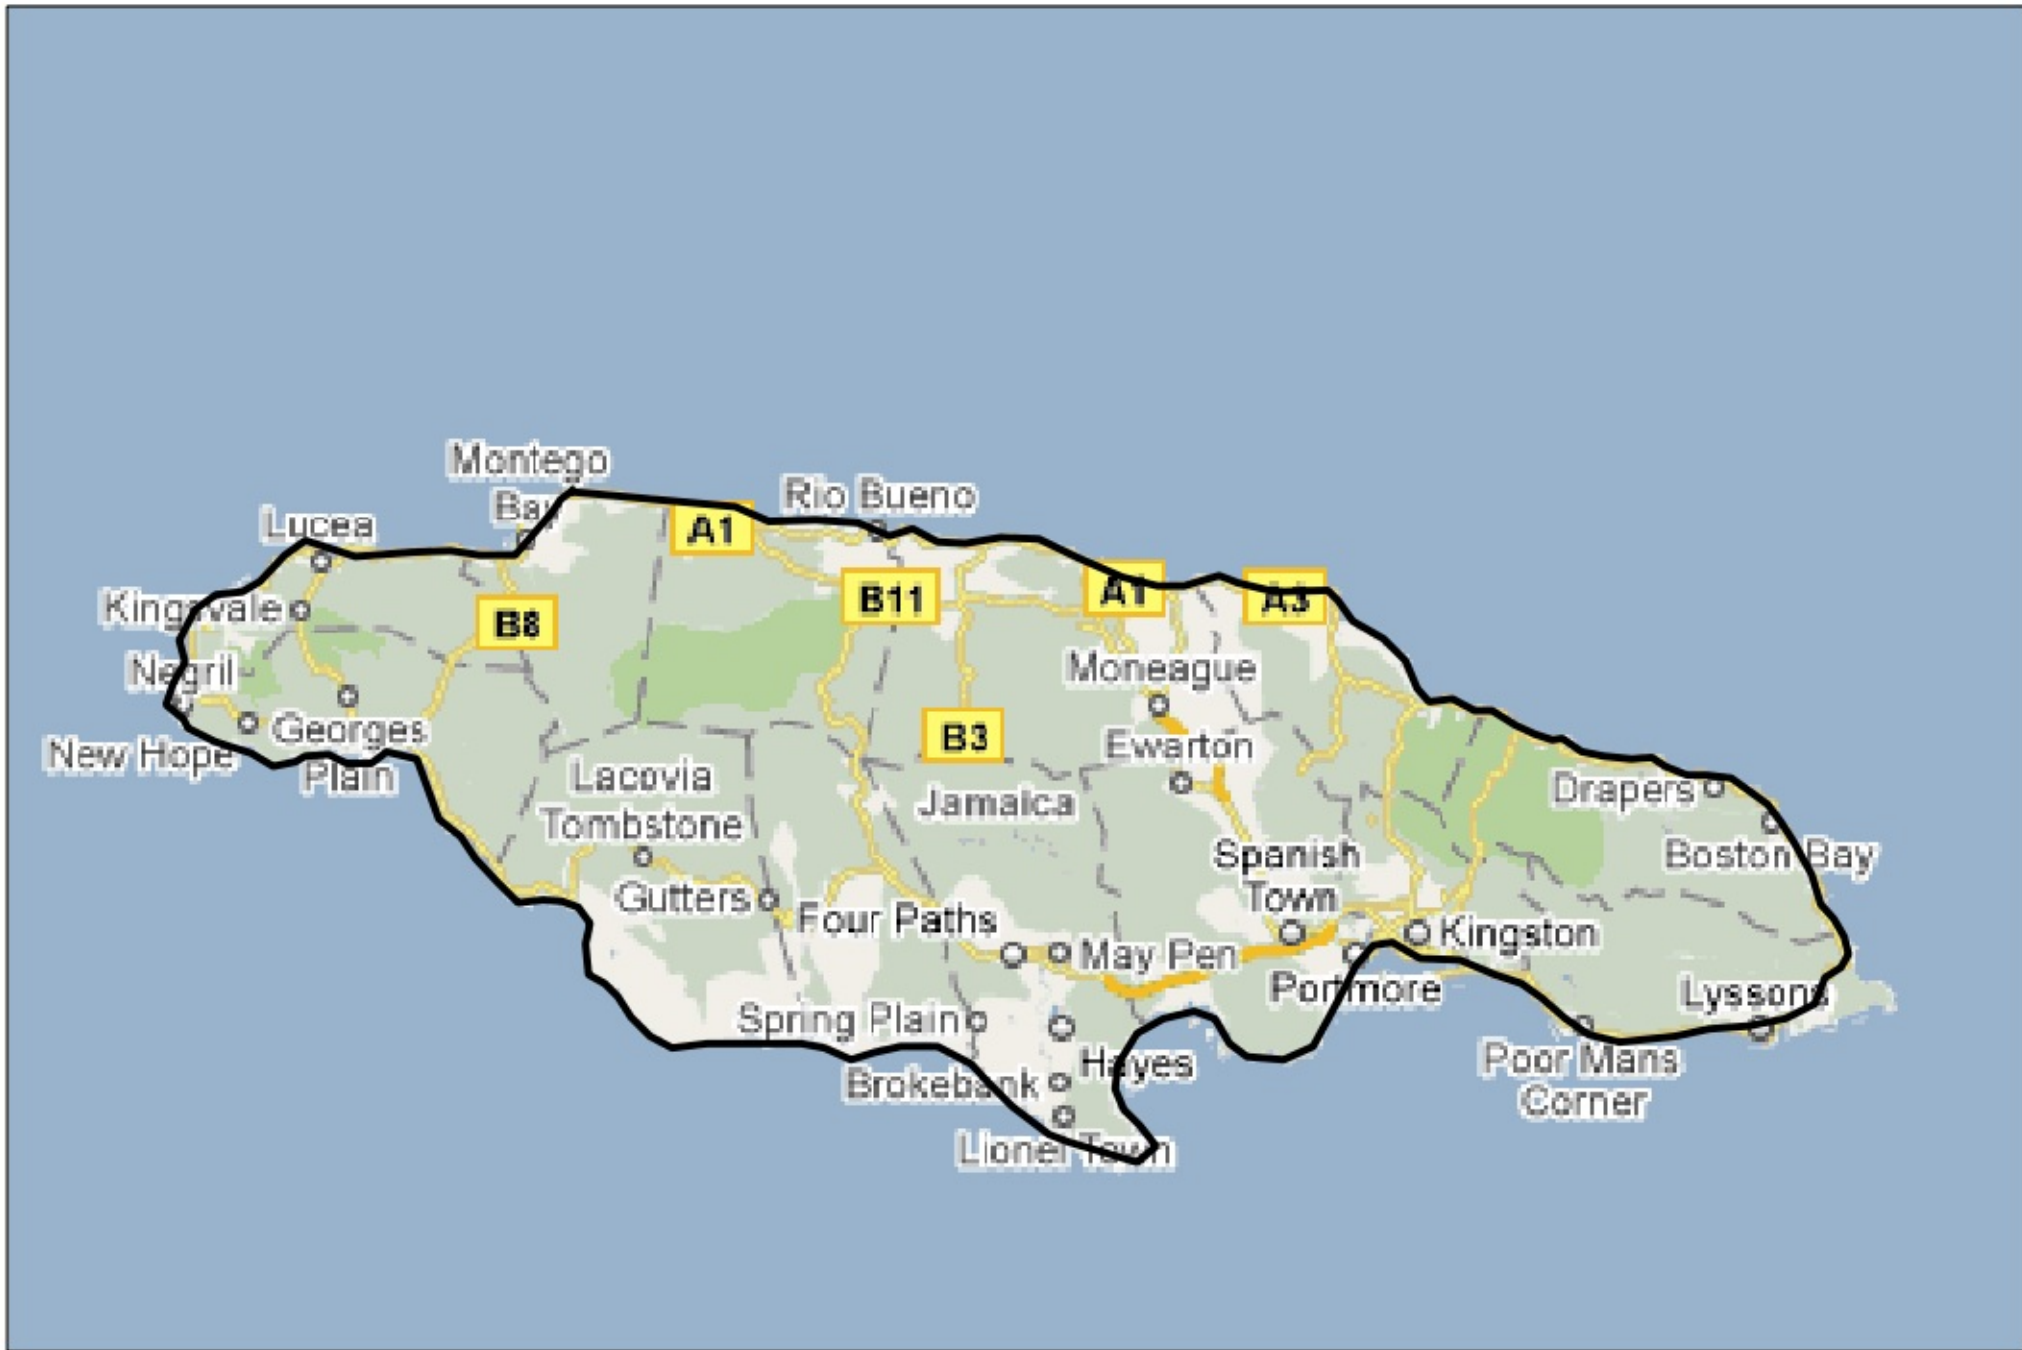 Montego
Bay
Rio Bueno
Lucea
A1
Kingsvale
B8
B11
A1
A3
Negril
Moneague
New Hope
Georges
Plain
B3
Ewarton
Lacovia
Tombstone
Jamaica
Drapers
Boston Bay
Spanish
Town
Gutters
Four Paths
May Pen
Kingston
Portmore
Lyssons
Spring Plain
Hayes
Brokebank
Poor Mans
Corner
Lionel Town